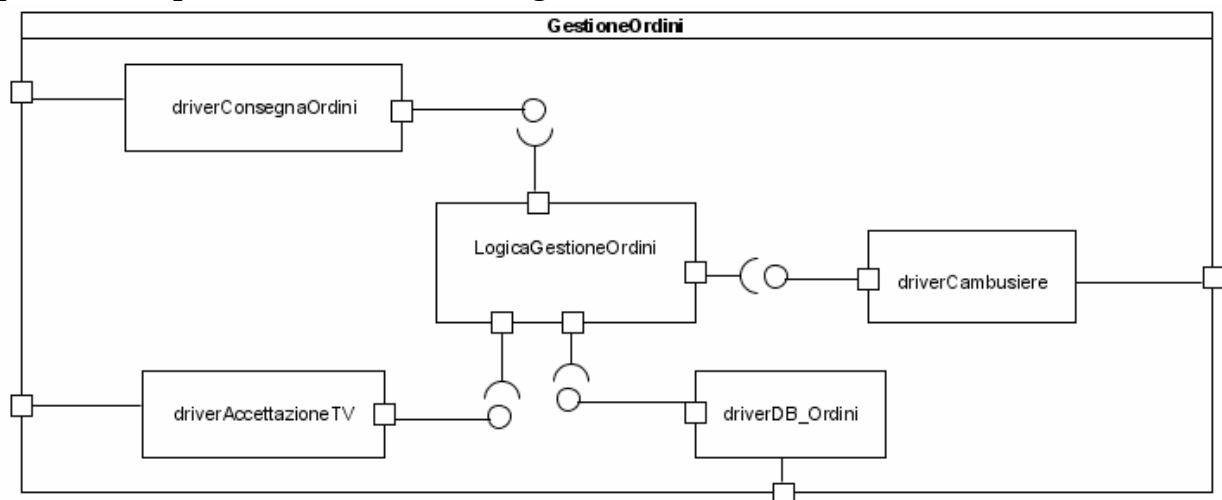 GestioneOrdini
driverConsegnaOrdini
LogicaGestioneOrdini
driverCambusiere
driverAccettazioneTV
driverDB_Ordini